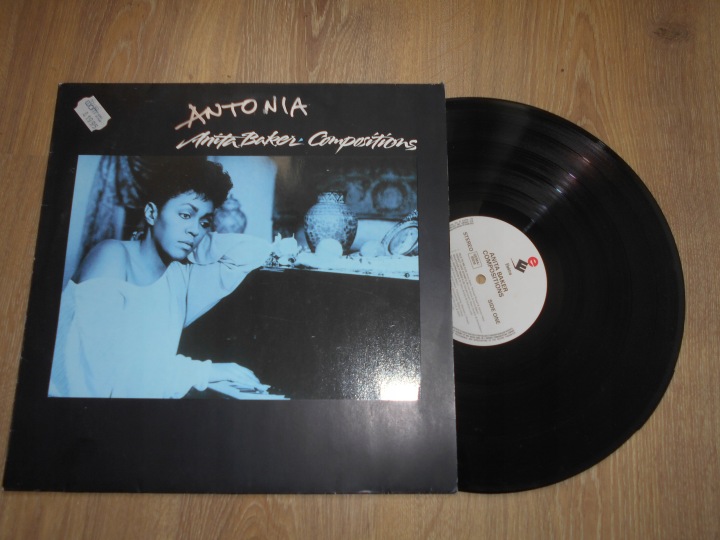 ANTONIA
Anita Baker · Compositions
STEREO
ANITA BAKER
COMPOSITIONS
SIDE ONE